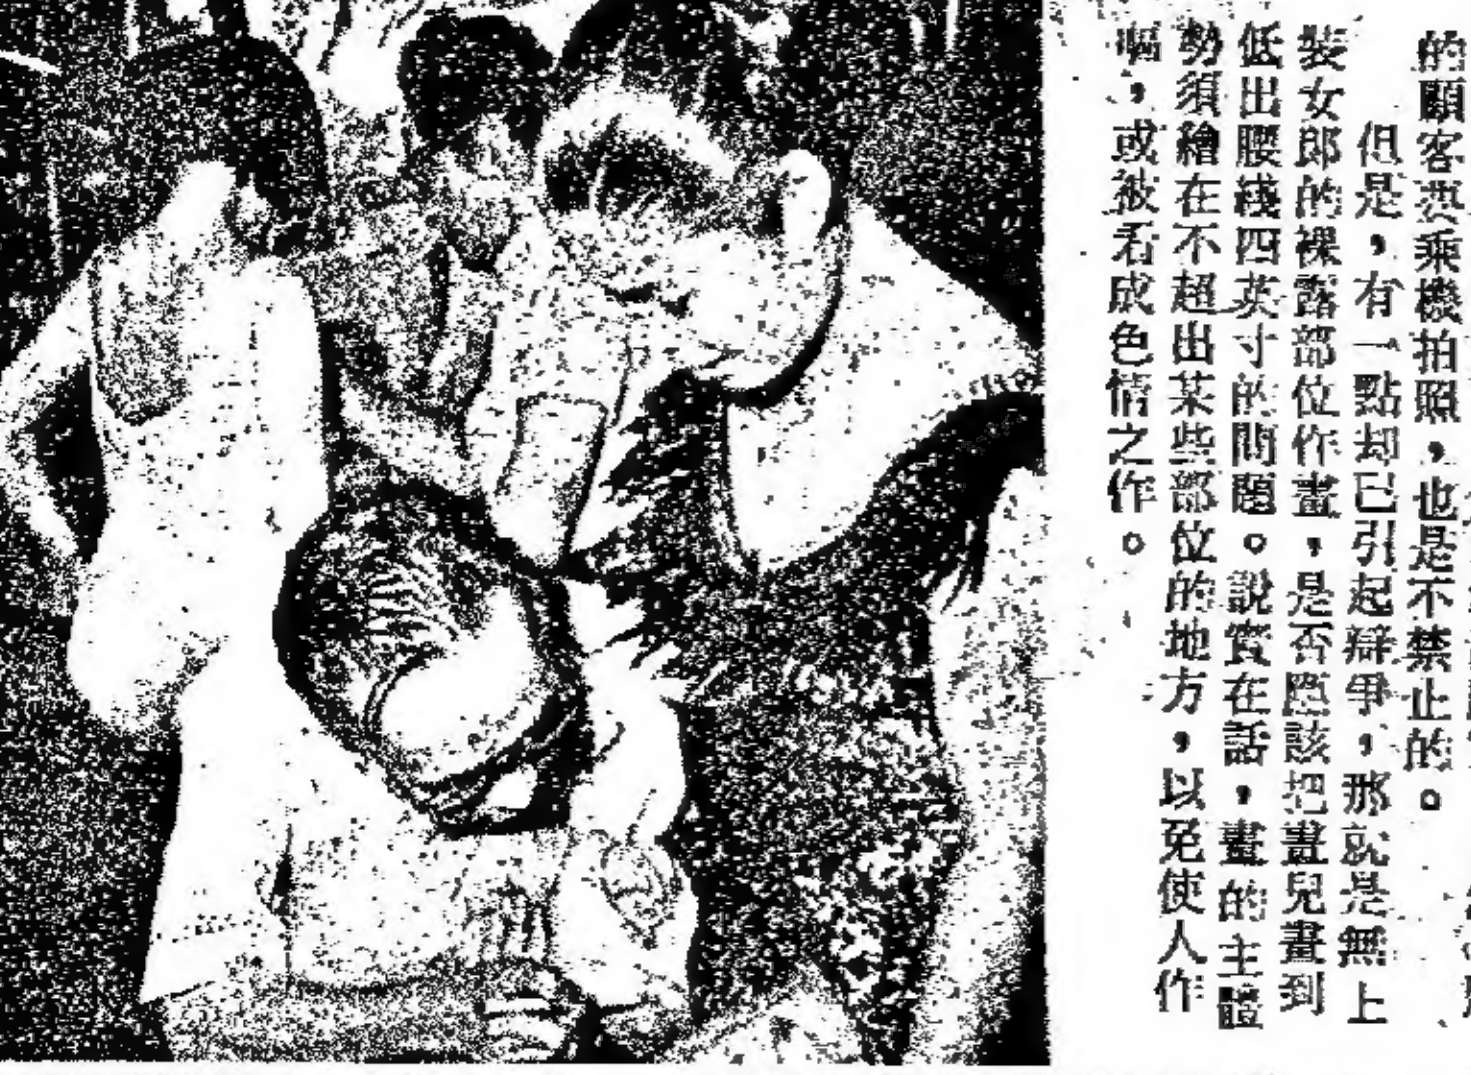 的顧客要乘機拍照，也是不禁止的。
但是，有一點却已引起辯爭，那就是無上
裝女郎的裸露部位作畫，是否應該把畫兒畫到
低出腰綫四英寸的問題。說實在話，畫的主體
勢須繪在不超出某些部位的地方，以免使人作
嘔，或被看成色情之作。